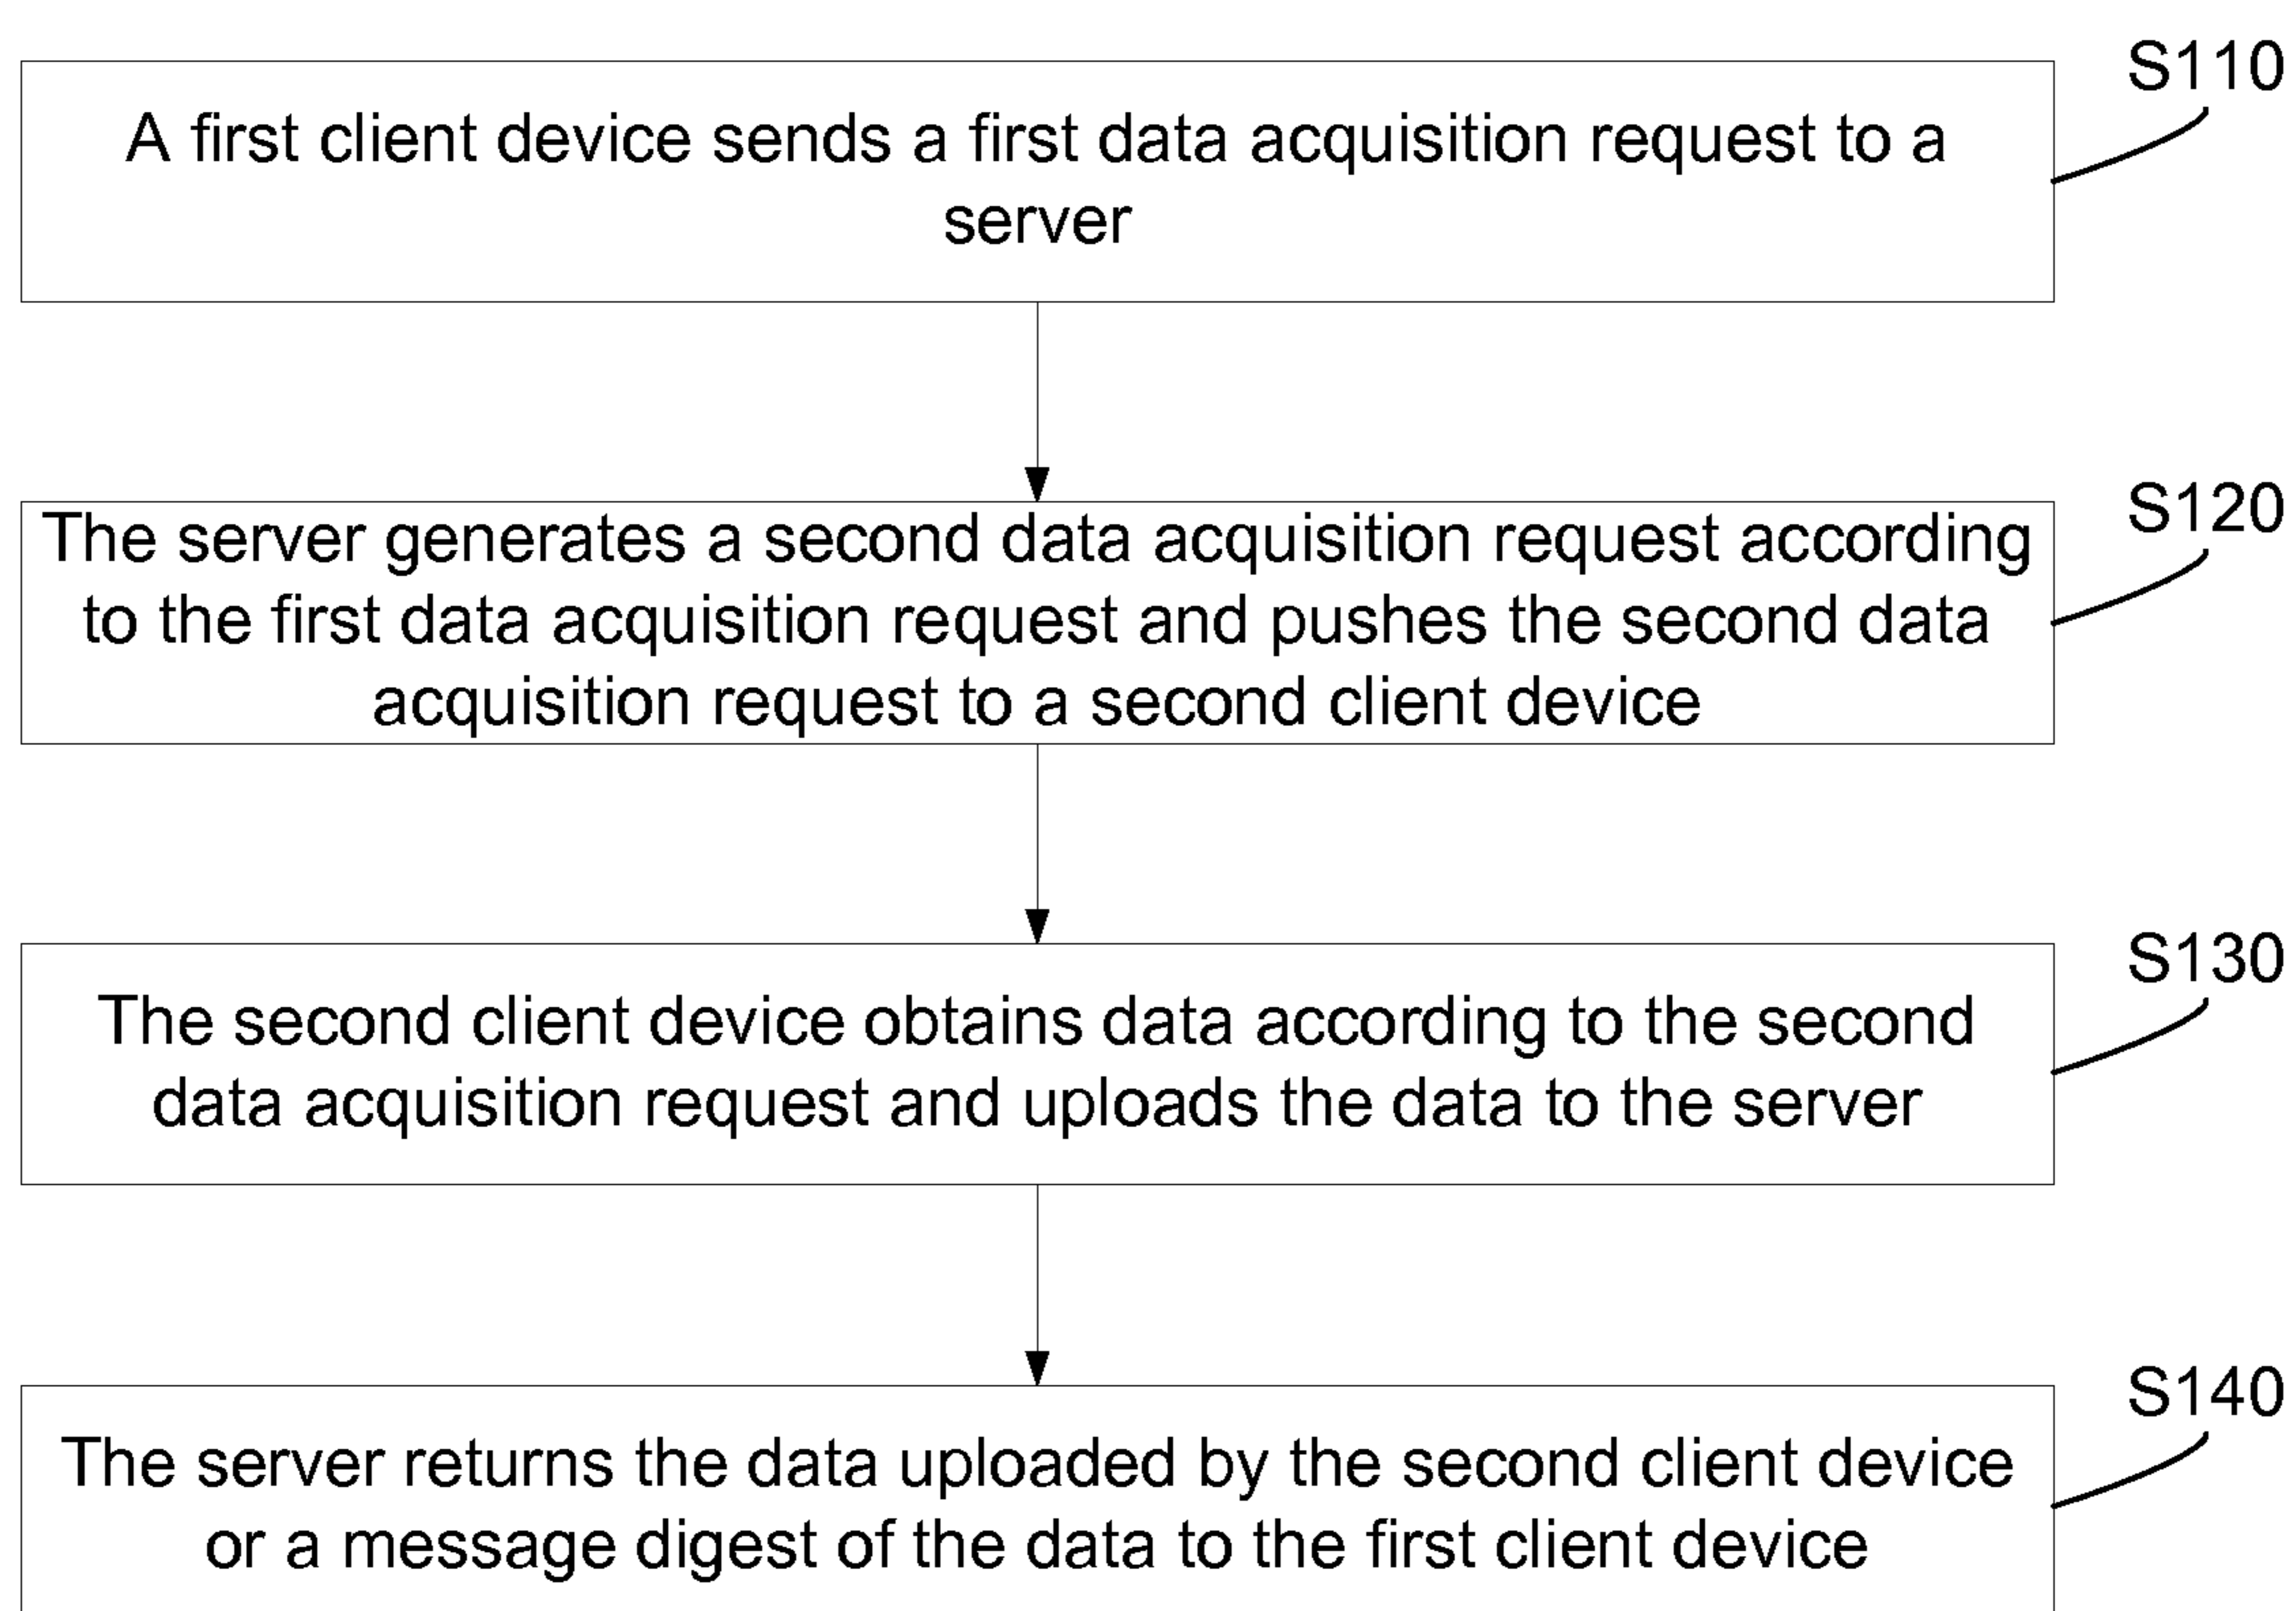 S110
A first client device sends a first data acquisition request to a
server
S120
The server generates a second data acquisition request according
to the first data acquisition request and pushes the second data
acquisition request to a second client device
S130
The second client device obtains data according to the second
data acquisition request and uploads the data to the server
S140
The server returns the data uploaded by the second client device
or a message digest of the data to the first client device